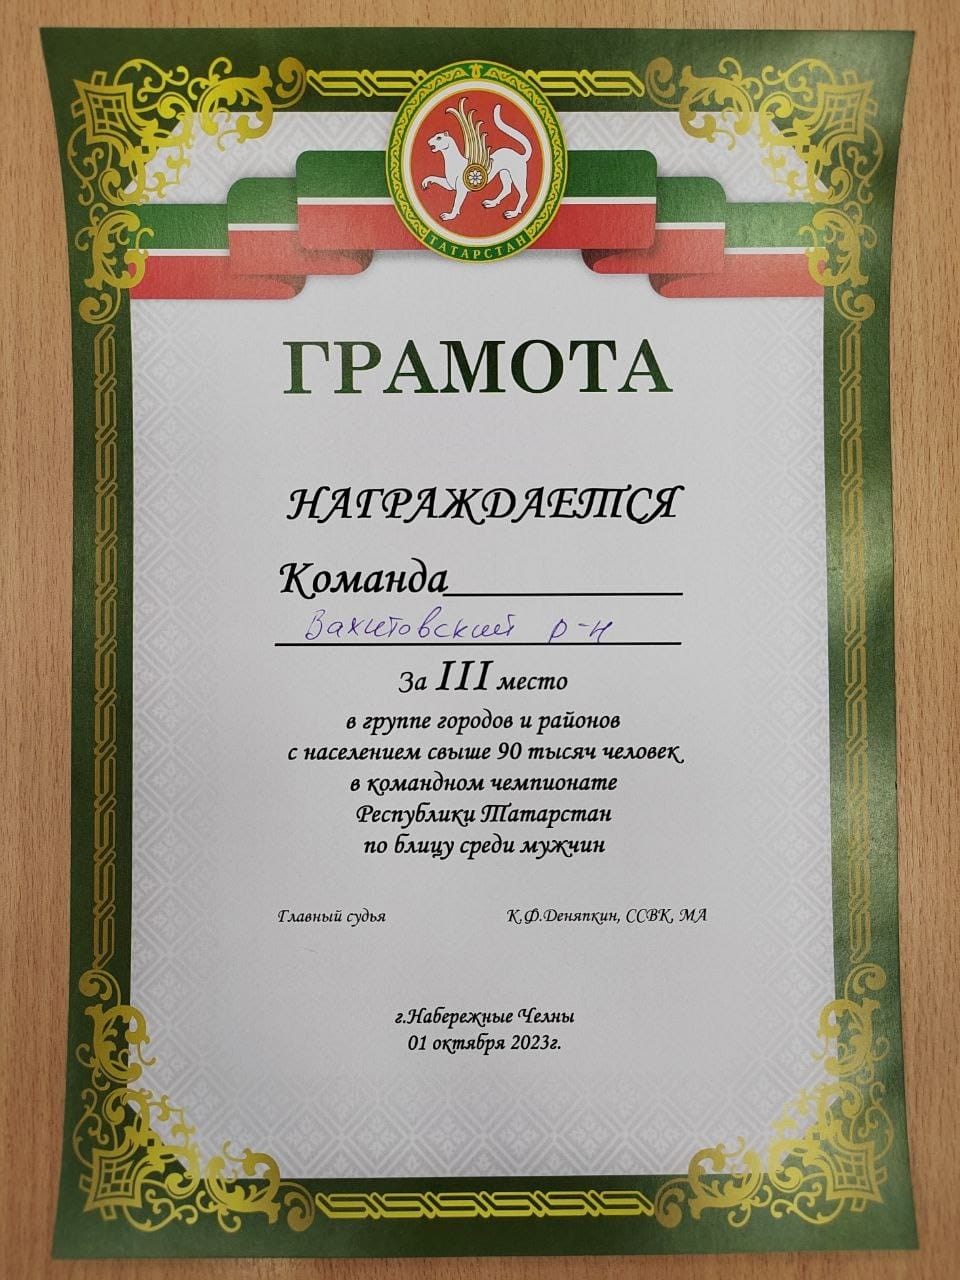 ТАТАРСТАН
ГРАМОТА
НАГРАЖДАЕТСЯ
Команда
Вахитовский р-н
За III место
в группе городов и районов
с населением свыше 90 тысяч человек
в командном чемпионате
Республики Татарстан
по блицу среди мужчин
Главный судья К.Ф.Деняпкин, ССВК, МА
г.Набережные Челны
01 октября 2023г.